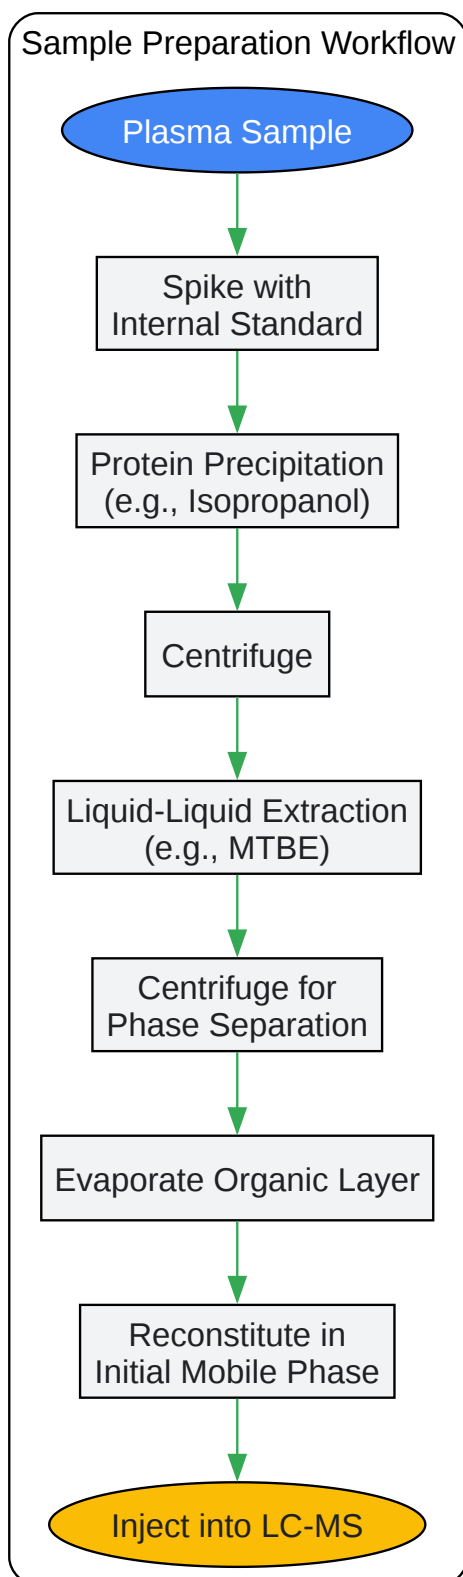 Sample Preparation Workflow
Plasma Sample
Spike with
Internal Standard
Protein Precipitation
(e.g., Isopropanol)
Centrifuge
Liquid-Liquid Extraction
(e.g., MTBE)
Centrifuge for
Phase Separation
Evaporate Organic Layer
Reconstitute in
Initial Mobile Phase
Inject into LC-MS